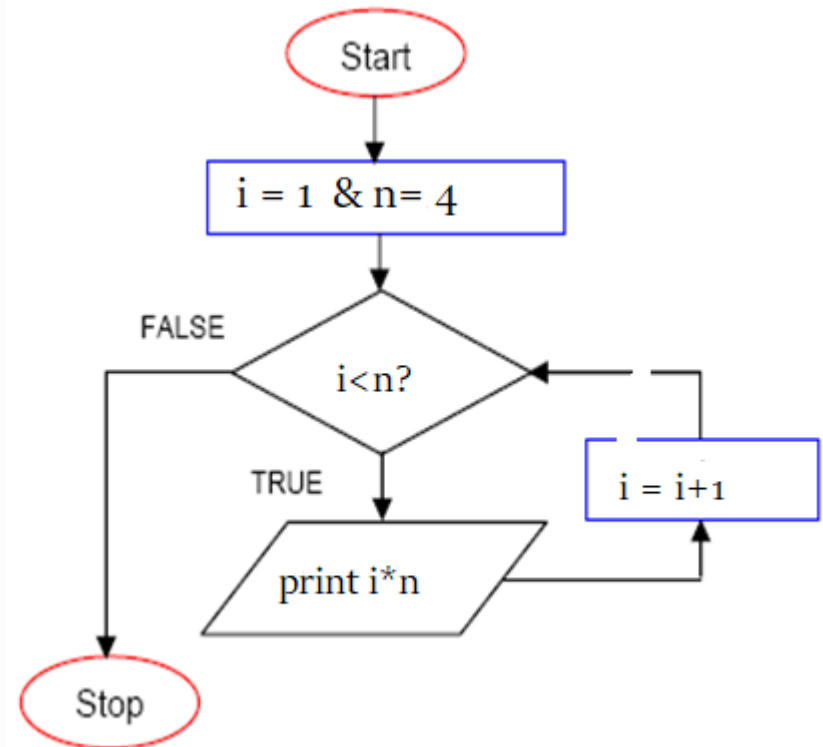 Start
i = 1 & n= 4
FALSE
i<n?
TRUE
i = i+1
print i*n
Stop